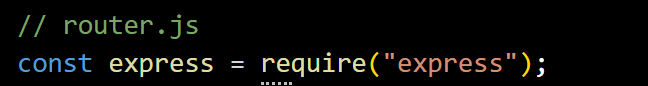 // router.js
const express = require("express");